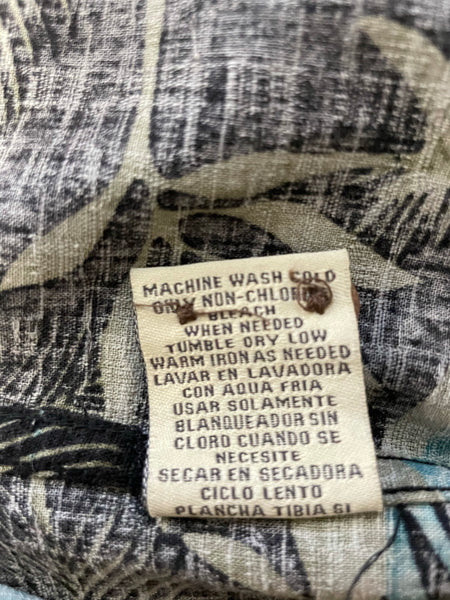 MACHINE WASH COLD
ONLY NON-CHLORINE
BLEACH
WHEN NEEDED
TUMBLE DRY LOW
WARM IRON AS NEEDED
LAVAR EN LAVADORA
CON AQUA FRIA
USAR SOLAMENTE
BLANQUEADOR SIN
CLORO CUANDO SE
NECESITE
SECAR EN SECADORA
CICLO LENTO
PLANCHA TIBIA SI